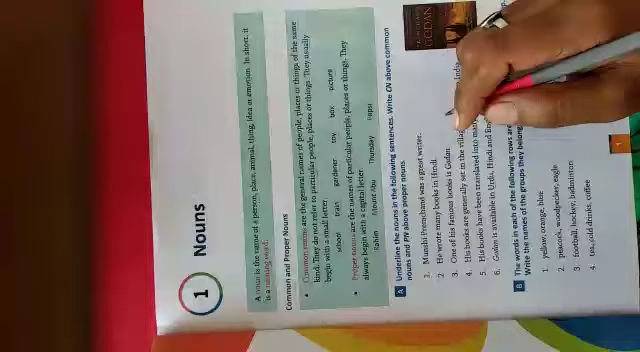 1 Nouns
A noun is the name of a person, place, animal, thing, idea or emotion. In short, it
is a naming word.
Common and Proper Nouns
• Common nouns are the general names of people, places or things of the same
kind. They do not refer to particular people, places or things. They usually
begin with a small letter.
school train gardener toy box picture
• Proper nouns are the names of particular people, places or things. They
always begin with a capital letter.
Sahim Mount Abu Thursday Papu
A Underline the nouns in the following sentences. Write CN above common
nouns and PN above proper nouns.
1. Munshi Premchand was a great writer.
2. He wrote many books in Hindi.
3. One of his famous books is Godan.
4. His books are generally set in the villag India.
5. His books have been translated into many
6. Godan is available in Urdu, Hindi and En
GODAN
B The words in each of the following rows are
Write the names of the groups they belong
1. yellow, orange, blue
2. peacock, woodpecker, eagle
3. football, hockey, badminton
4. tea, cold drinks, coffee
1